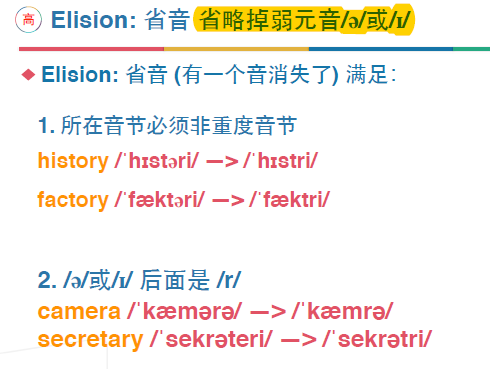 高 Elision: 省音 省略掉弱元音/ə/或/ɪ/
Elision: 省音 (有一个音消失了) 满足:
1. 所在音节必须非重度音节
history /ˈhɪstəri/ —> /ˈhɪstri/
factory /ˈfæktəri/ —> /ˈfæktri/
2. /ə/或/ɪ/ 后面是 /r/
camera /ˈkæmərə/ —> /ˈkæmrə/
secretary /ˈsekrəteri/ —> /ˈsekrətri/